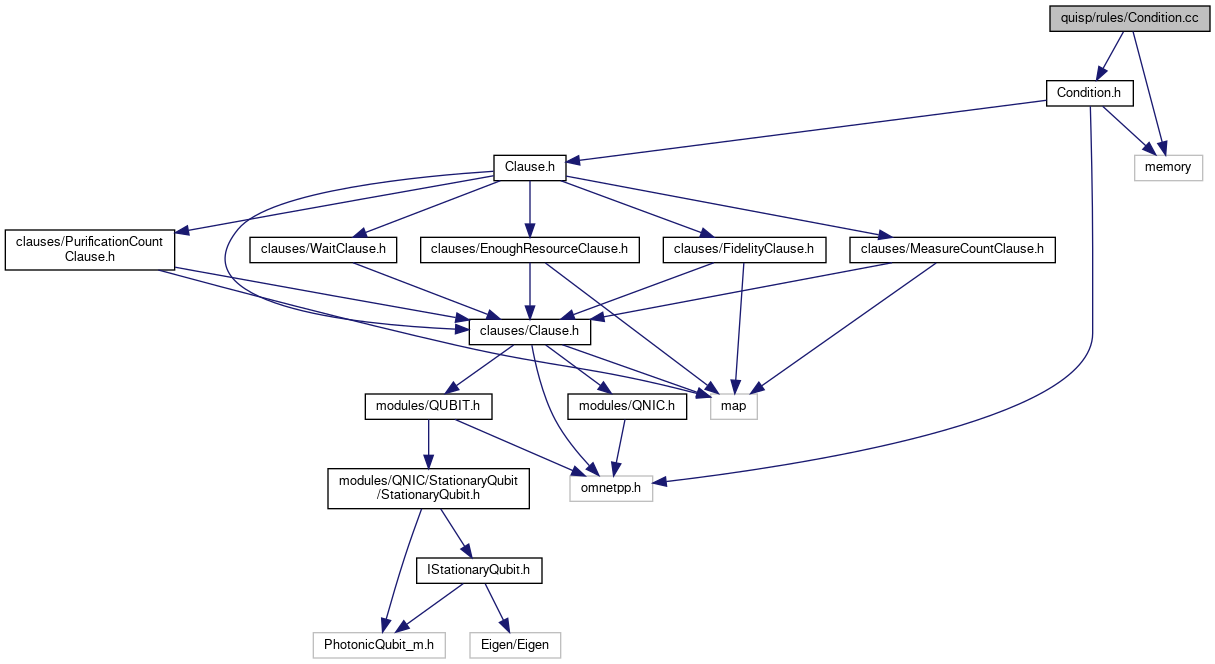 quisp/rules/Condition.cc
Condition.h
Clause.h
memory
clauses/PurificationCount
Clause.h
clauses/WaitClause.h
clauses/EnoughResourceClause.h
clauses/FidelityClause.h
clauses/MeasureCountClause.h
clauses/Clause.h
modules/QUBIT.h
modules/QNIC.h
map
modules/QNIC/StationaryQubit
/StationaryQubit.h
omnetpp.h
IStationaryQubit.h
PhotonicQubit_m.h
Eigen/Eigen